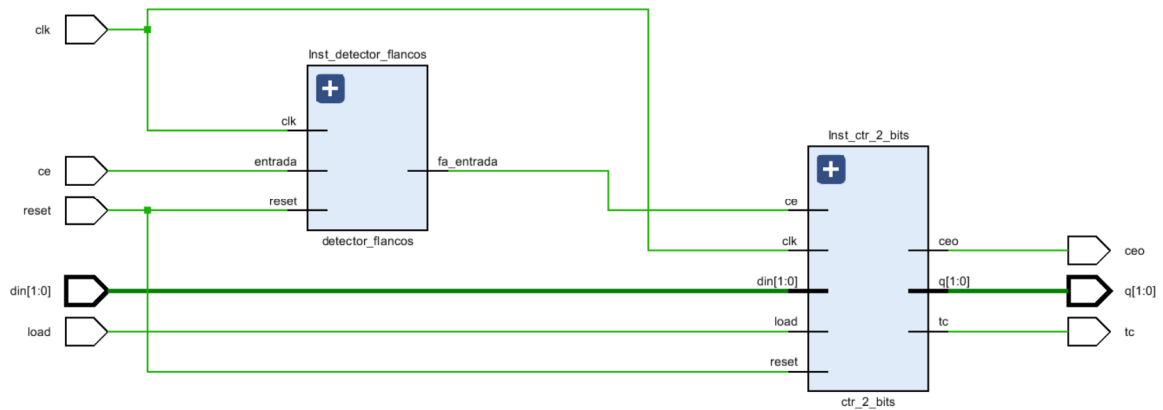 clk
Inst_detector_flancos
clk
ce
entrada
fa_entrada
reset
reset
detector_flancos
Inst_ctr_2_bits
ce
clk
ceo
ceo
din[1:0]
din[1:0]
q[1:0]
q[1:0]
load
load
tc
tc
reset
ctr_2_bits